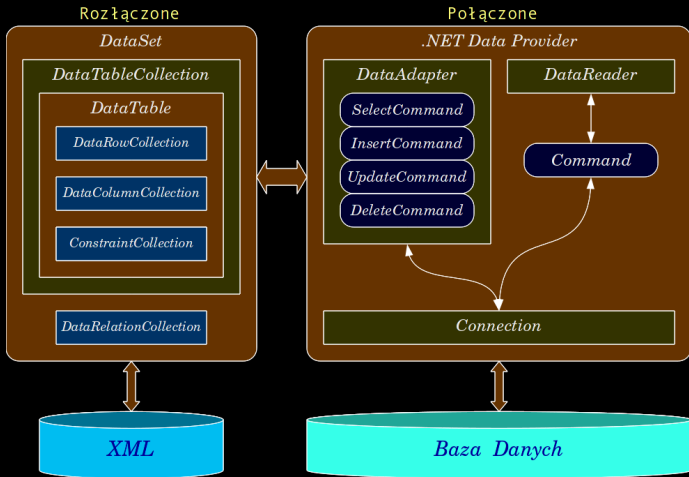 Rozłączone
DataSet
DataTableCollection
DataTable
DataRowCollection
DataColumnCollection
ConstraintCollection
DataRelationCollection
XML
Połączone
.NET Data Provider
DataAdapter
SelectCommand
InsertCommand
UpdateCommand
DeleteCommand
DataReader
Command
Connection
Baza Danych